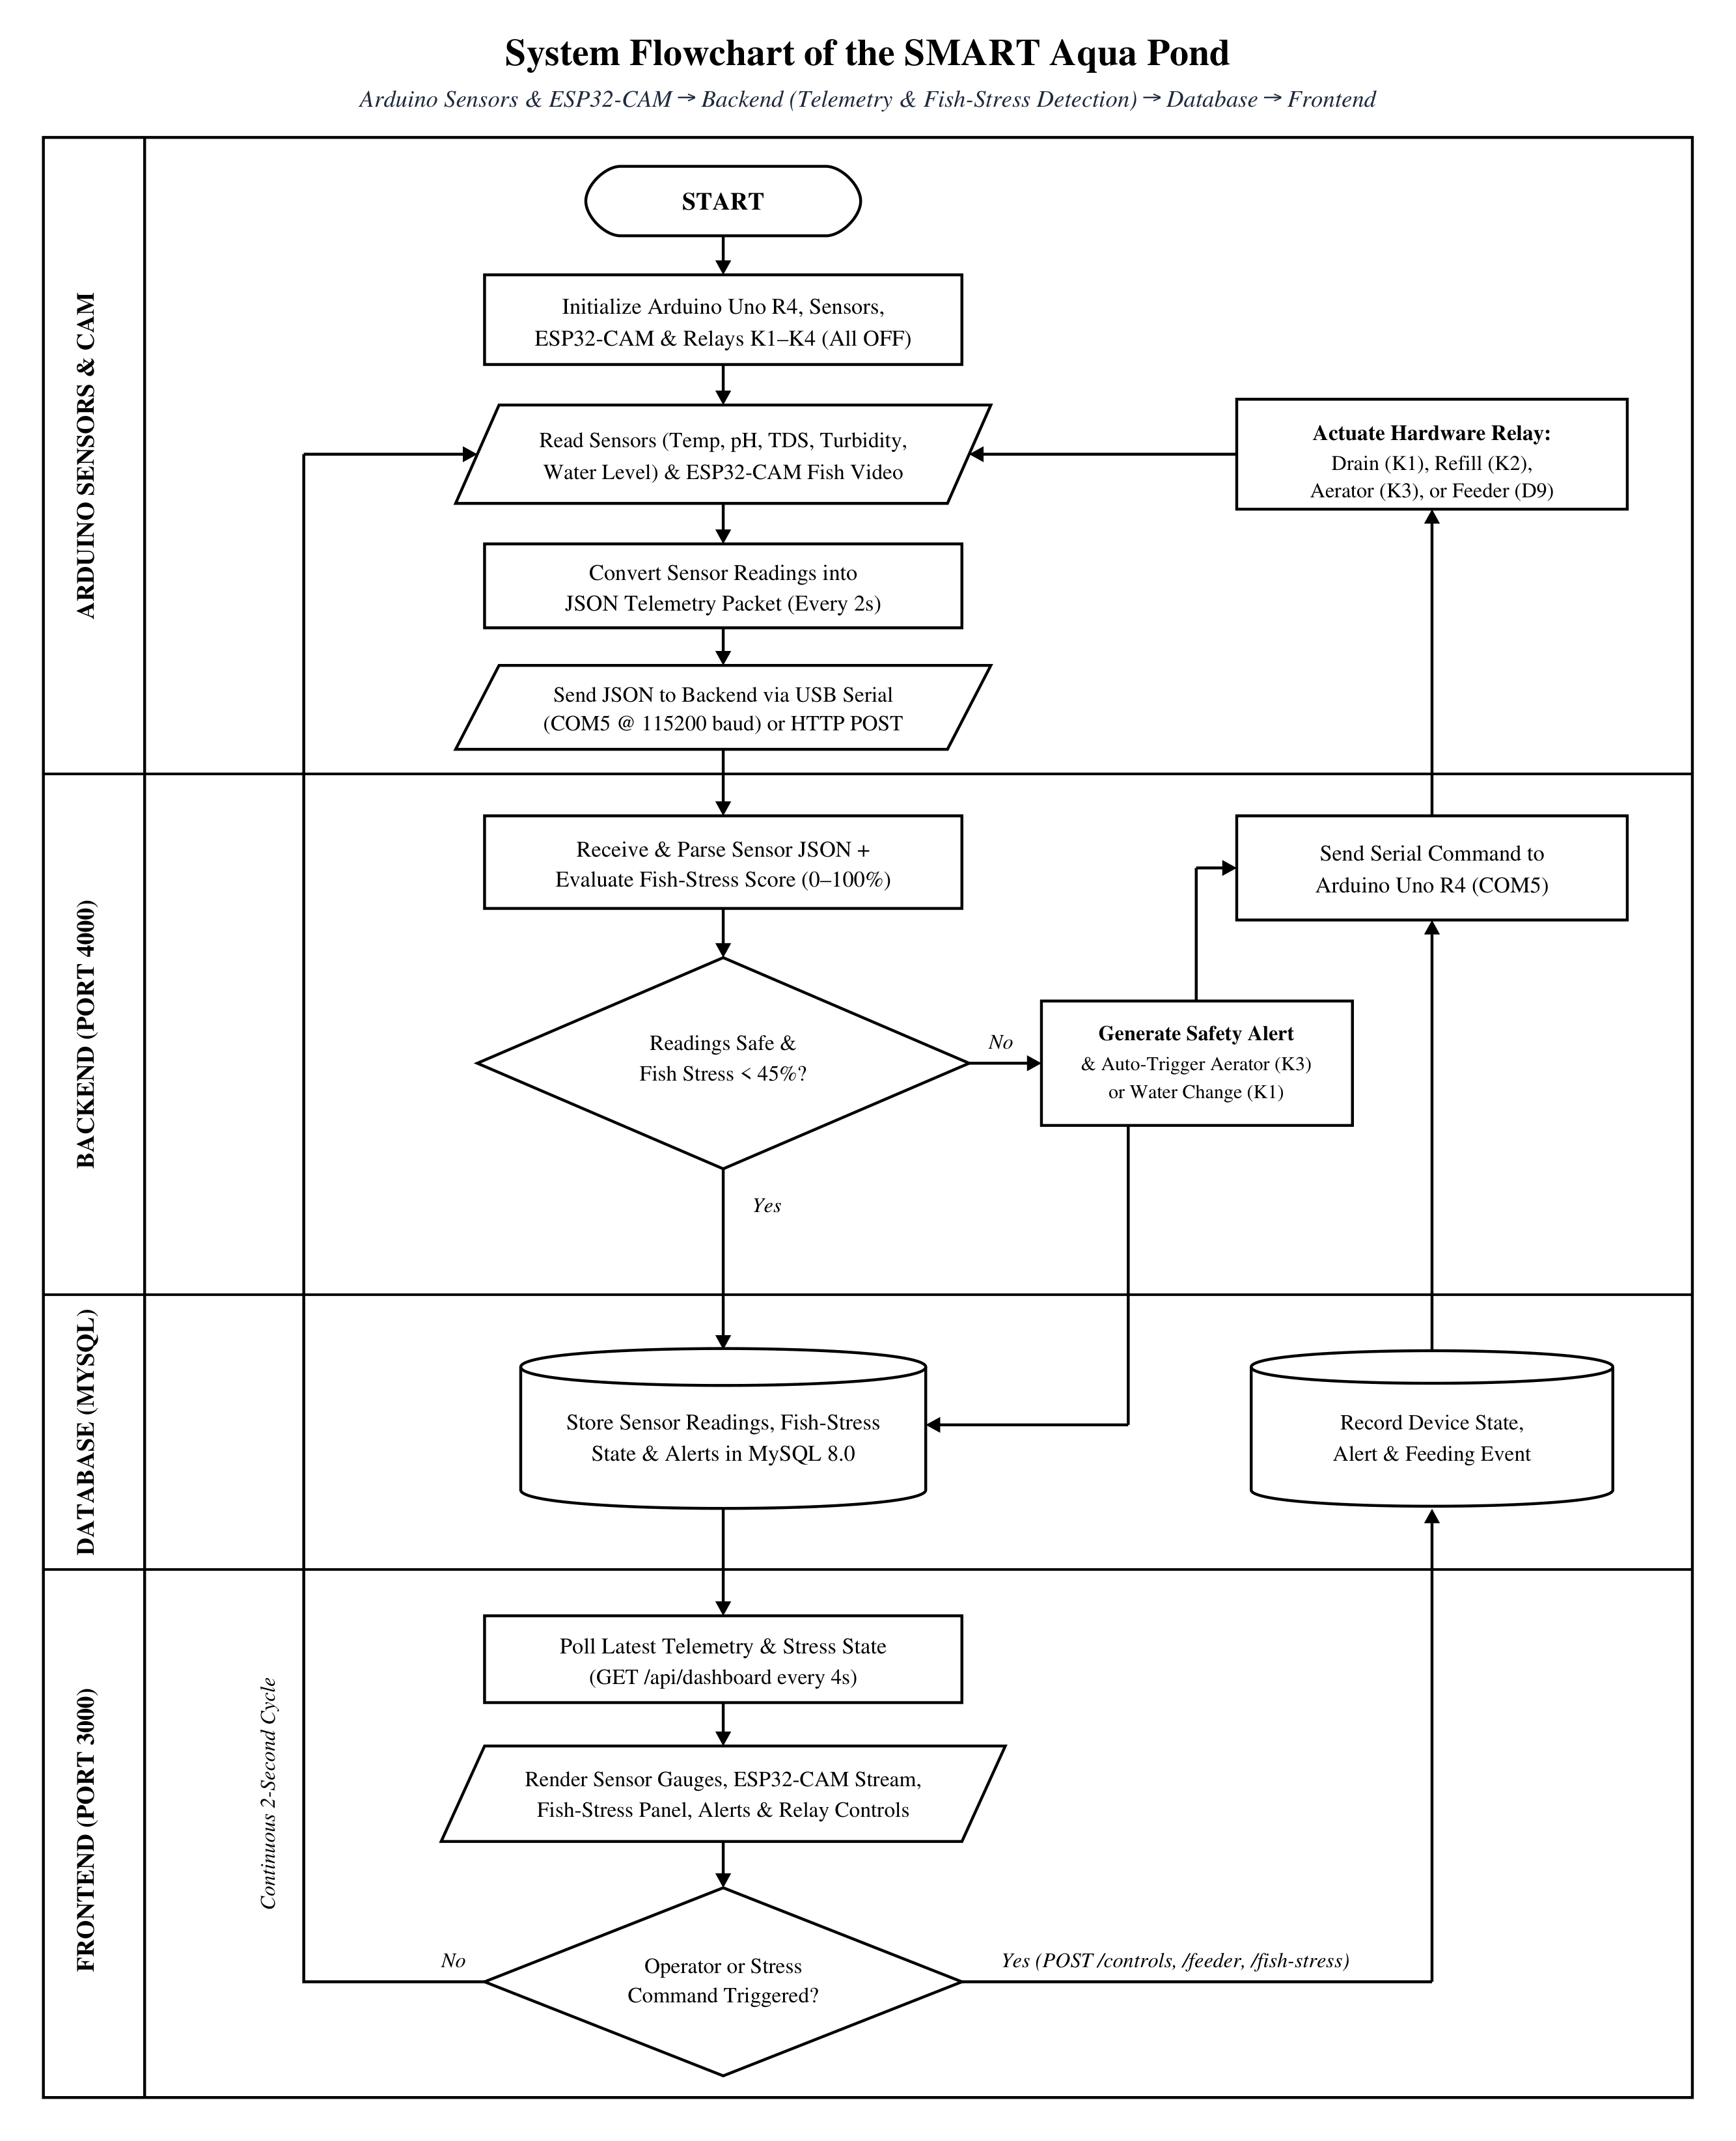 System Flowchart of the SMART Aqua Pond
Arduino Sensors & ESP32-CAM → Backend (Telemetry & Fish-Stress Detection) → Database → Frontend
ARDUINO SENSORS & CAM
START
Initialize Arduino Uno R4, Sensors,
ESP32-CAM & Relays K1–K4 (All OFF)
Read Sensors (Temp, pH, TDS, Turbidity,
Water Level) & ESP32-CAM Fish Video
Actuate Hardware Relay:
Drain (K1), Refill (K2),
Aerator (K3), or Feeder (D9)
Convert Sensor Readings into
JSON Telemetry Packet (Every 2s)
Send JSON to Backend via USB Serial
(COM5 @ 115200 baud) or HTTP POST
BACKEND (PORT 4000)
Receive & Parse Sensor JSON +
Evaluate Fish-Stress Score (0–100%)
Send Serial Command to
Arduino Uno R4 (COM5)
Readings Safe &
Fish Stress < 45%?
No
Generate Safety Alert
& Auto-Trigger Aerator (K3)
or Water Change (K1)
Yes
DATABASE (MYSQL)
Store Sensor Readings, Fish-Stress
State & Alerts in MySQL 8.0
Record Device State,
Alert & Feeding Event
FRONTEND (PORT 3000)
Poll Latest Telemetry & Stress State
(GET /api/dashboard every 4s)
Continuous 2-Second Cycle
Render Sensor Gauges, ESP32-CAM Stream,
Fish-Stress Panel, Alerts & Relay Controls
No
Operator or Stress
Command Triggered?
Yes (POST /controls, /feeder, /fish-stress)